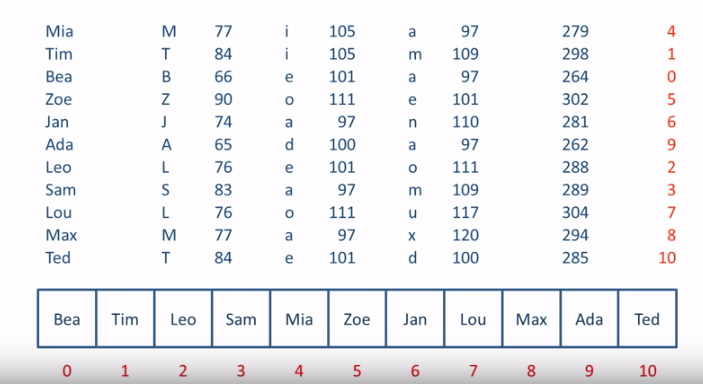 Mia M 77 i 105 a 97 279 4
Tim T 84 i 105 m 109 298 1
Bea B 66 e 101 a 97 264 0
Zoe Z 90 o 111 e 101 302 5
Jan J 74 a 97 n 110 281 6
Ada A 65 d 100 a 97 262 9
Leo L 76 e 101 o 111 288 2
Sam S 83 a 97 m 109 289 3
Lou L 76 o 111 u 117 304 7
Max M 77 a 97 x 120 294 8
Ted T 84 e 101 d 100 285 10
Bea Tim Leo Sam Mia Zoe Jan Lou Max Ada Ted
0 1 2 3 4 5 6 7 8 9 10